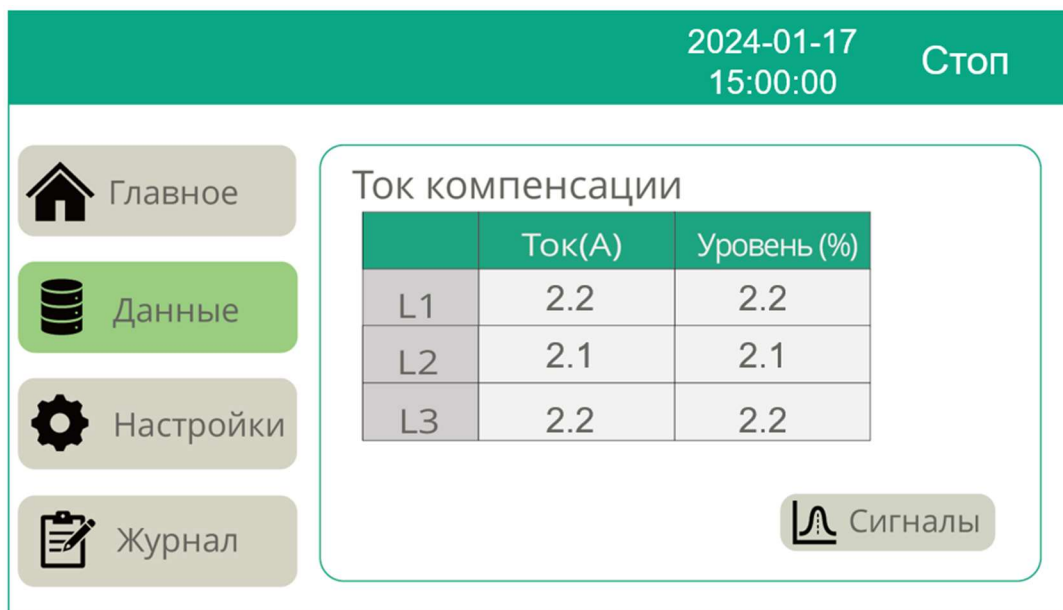 2024-01-17
15:00:00
Стоп
Главное
Данные
Настройки
Журнал
Ток компенсации
Ток(А) Уровень (%)
L1 2.2 2.2
L2 2.1 2.1
L3 2.2 2.2
Сигналы